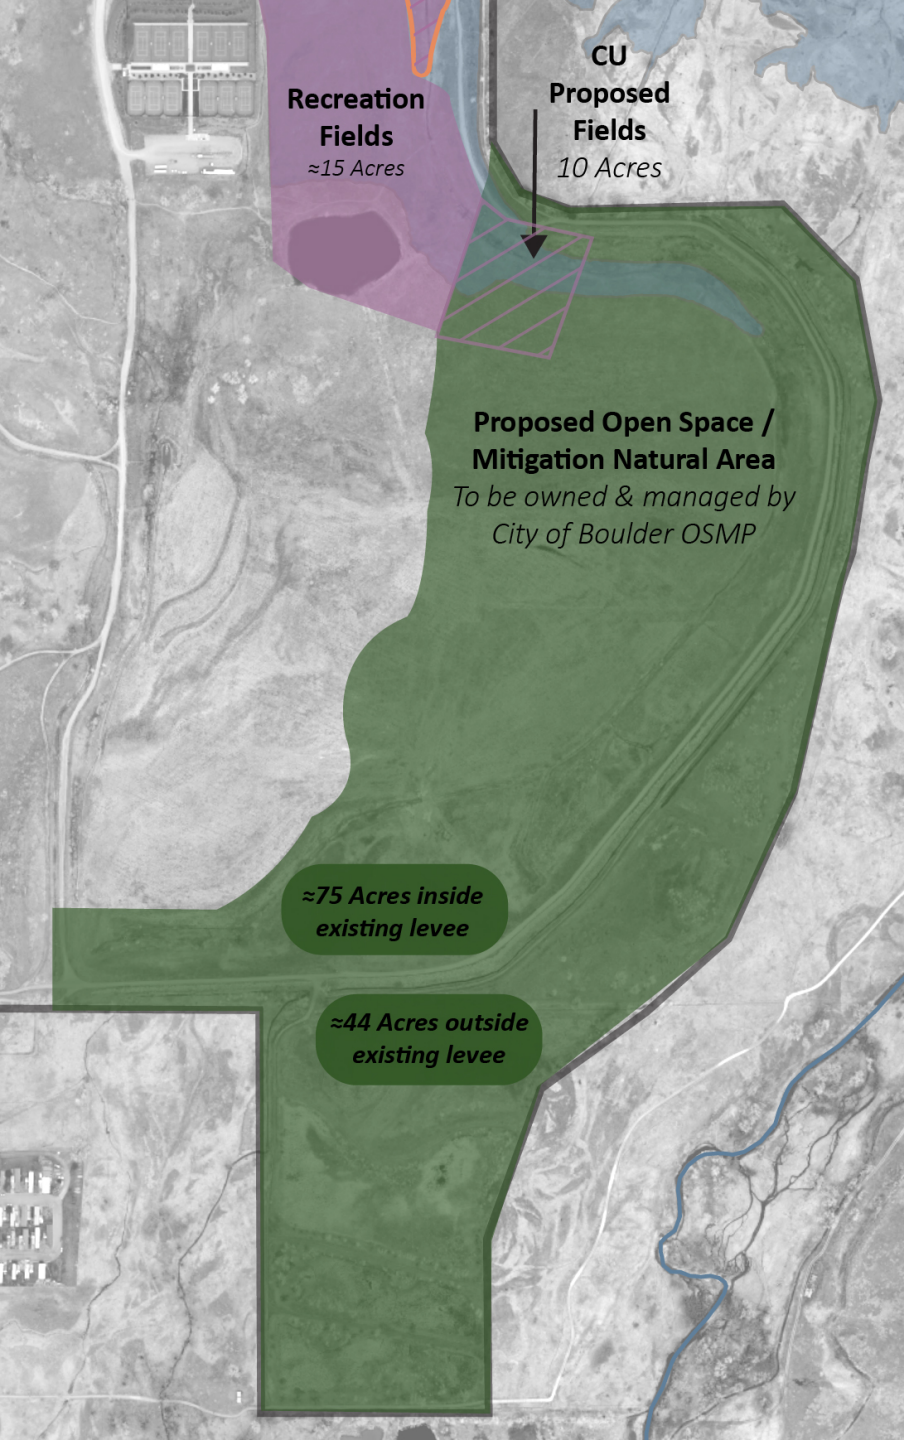 CU
Proposed
Fields
10 Acres
Recreation
Fields
≈15 Acres
Proposed Open Space /
Mitigation Natural Area
To be owned & managed by
City of Boulder OSMP
≈75 Acres inside
existing levee
≈44 Acres outside
existing levee